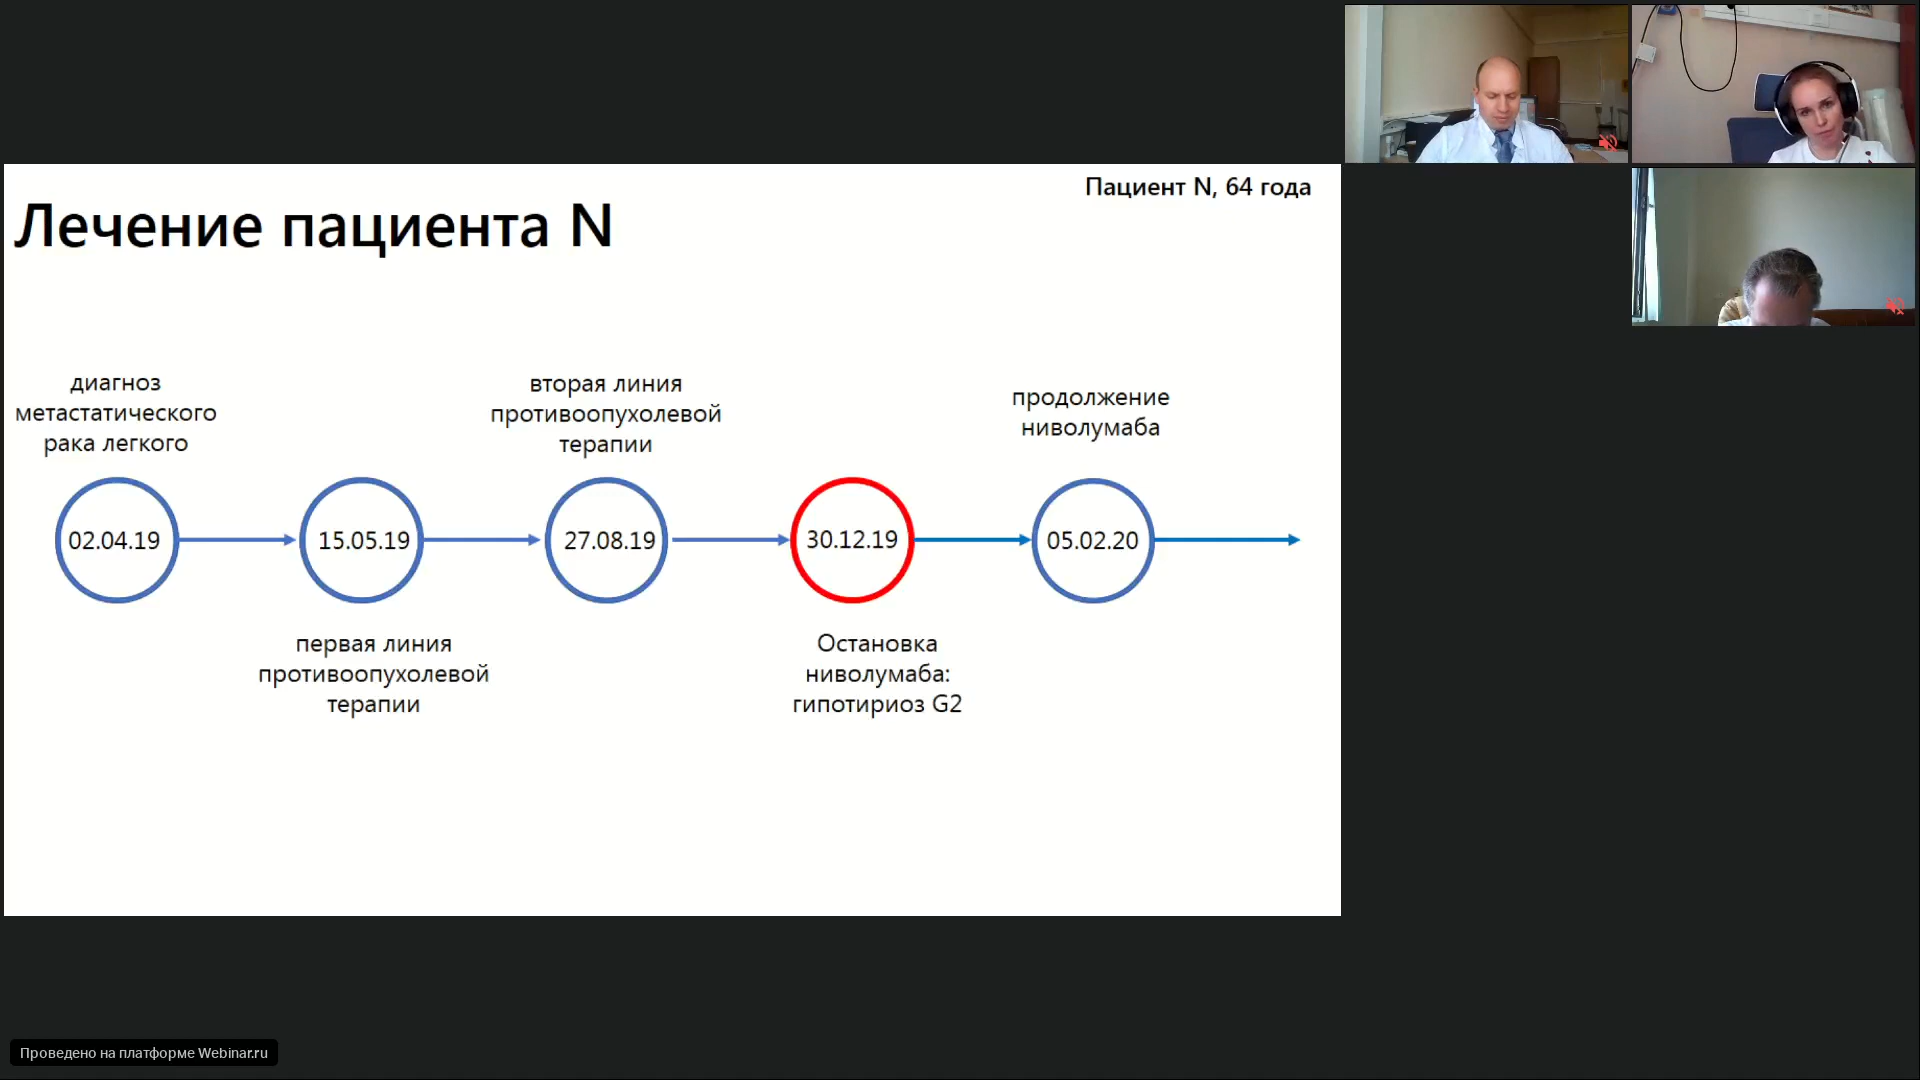 Пациент N, 64 года
Лечение пациента N
диагноз
метастатического
рака легкого
вторая линия
противоопухолевой
терапии
продолжение
ниволумаба
02.04.19
15.05.19
27.08.19
30.12.19
05.02.20
первая линия
противоопухолевой
терапии
Остановка
ниволумаба:
гипотириоз G2
Проведено на платформе Webinar.ru